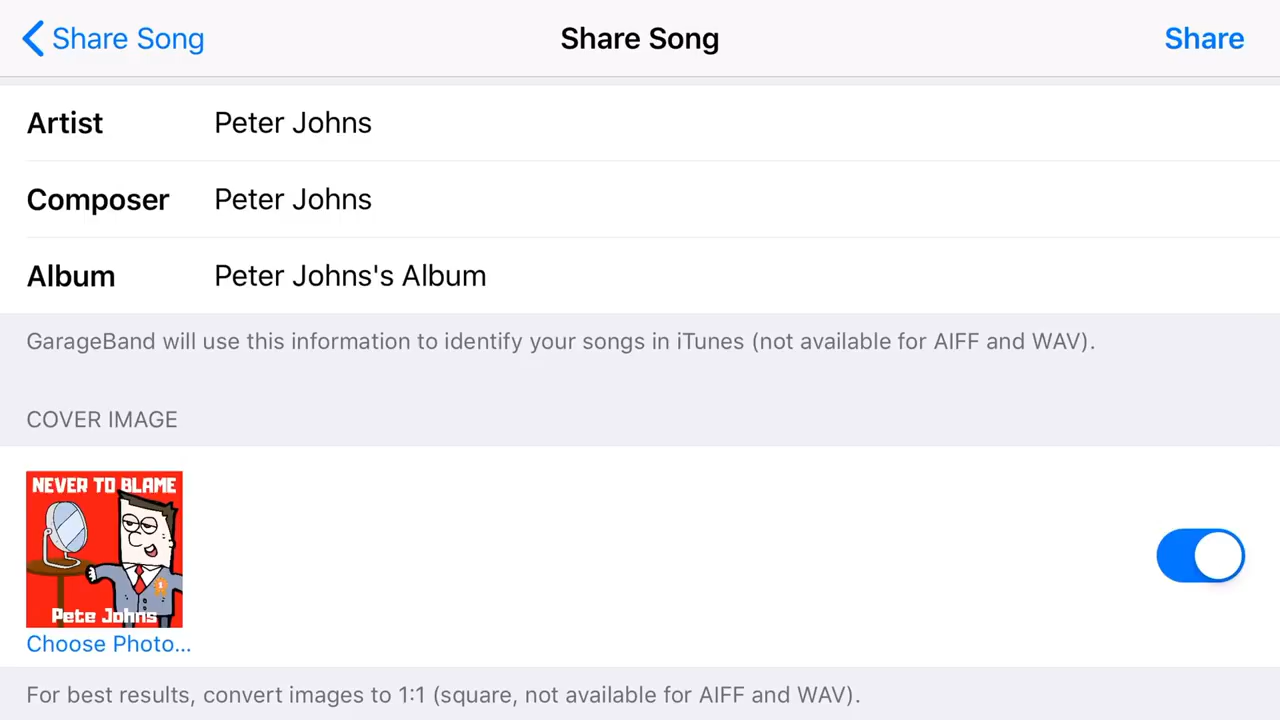 Share Song
Share Song
Share
Artist Peter Johns
Composer Peter Johns
Album Peter Johns's Album
GarageBand will use this information to identify your songs in iTunes (not available for AIFF and WAV).
COVER IMAGE
NEVER TO BLAME
1
Pete Johns
Choose Photo...
For best results, convert images to 1:1 (square, not available for AIFF and WAV).